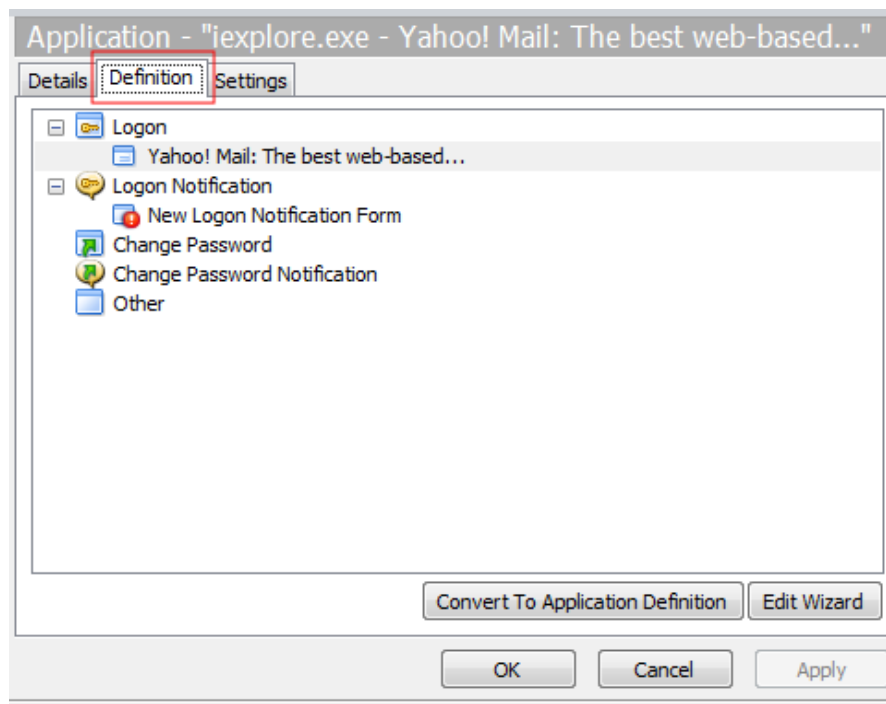 Application - "iexplore.exe - Yahoo! Mail: The best web-based..."
Details Definition Settings
Logon
Yahoo! Mail: The best web-based...
Logon Notification
New Logon Notification Form
Change Password
Change Password Notification
Other
Convert To Application Definition Edit Wizard
OK Cancel Apply